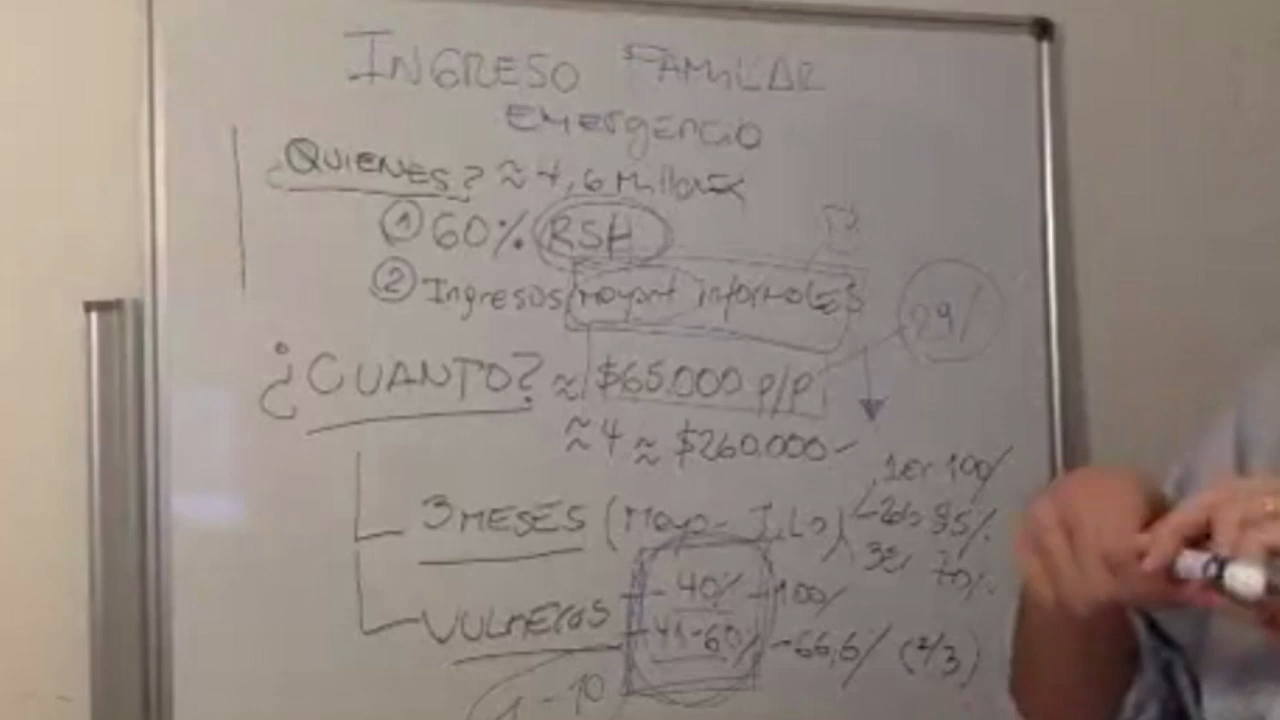 INGRESO FAMILIAR
EMERGENCIA
¿QUIENES? ≈ 4,6 Millones
① 60% RSH
② Ingresos mayor informales
29/
¿CUANTO? ≈ $65.000 P/P
≈ 4 ≈ $260.000-
1er 100/
3 MESES (Mayo - Julio) 2do 85%
3er 70%
- 40/ - 100/
41-60/ - 66,6/ (2/3)
1 - 10